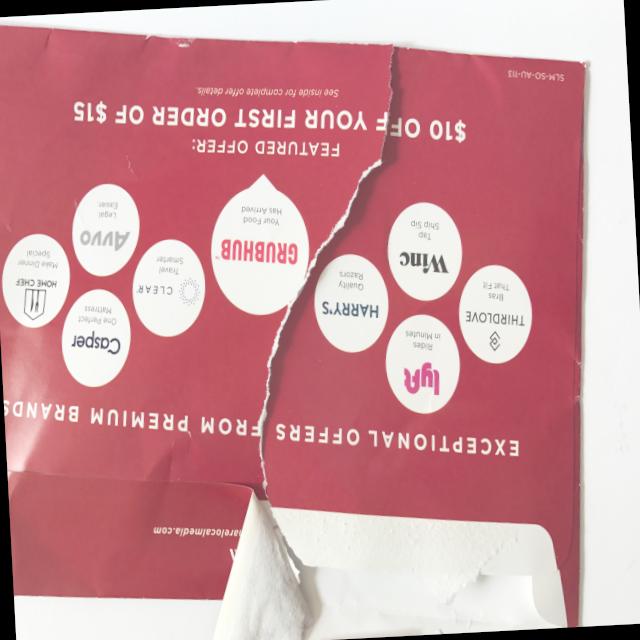 EXCEPTIONAL OFFERS FROM PREMIUM BRANDS
THIRDLOVE
Bras
That Fit
lyft
Rides
in Minutes
Winc
Tap
Ship Sip
HARRY'S
Quality
Razors
GRUBHUB™
Your Food
Has Arrived
CLEAR
Travel
Smarter
Casper
One Perfect
Mattress
Avvo
Legal
Easier
HOME CHEF
Make Dinner
Special
FEATURED OFFER:
$10 OFF YOUR FIRST ORDER OF $15
See inside for complete offer details.
SLM-SO-AU-113